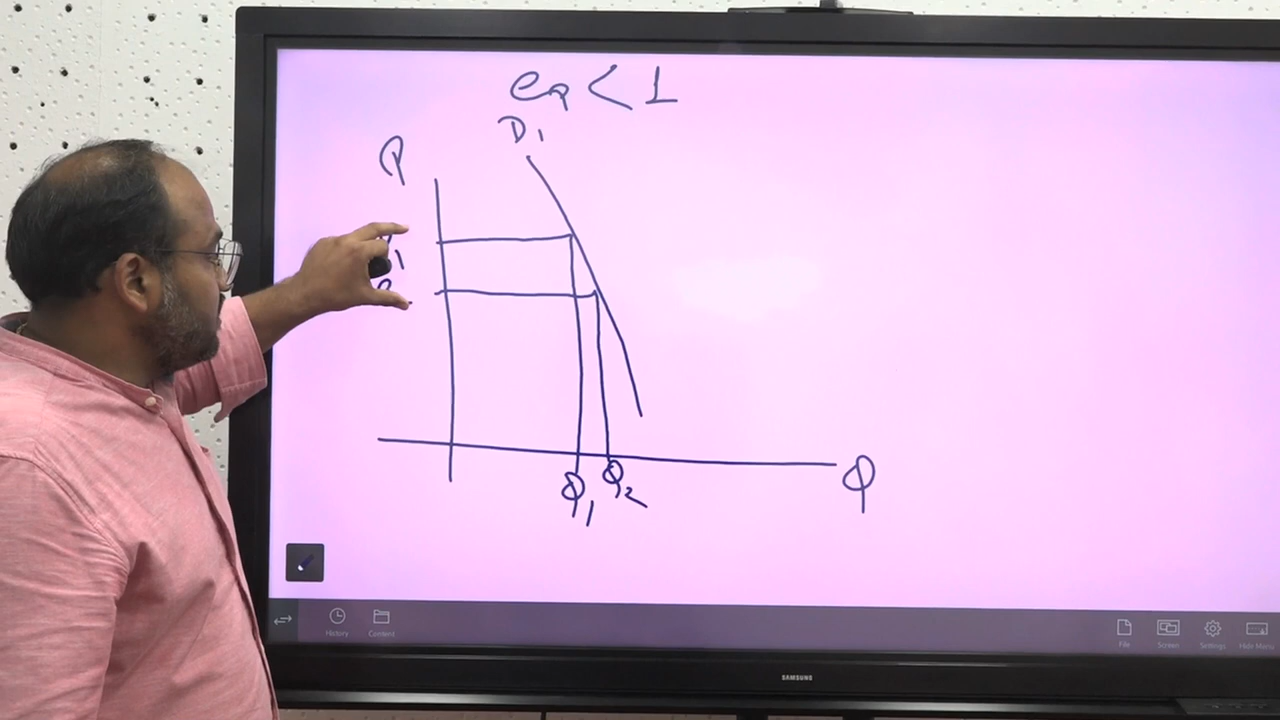 ep < 1
D1
P
Q1 Q2
Q
History Content File Screen Settings Hide Menu
SAMSUNG